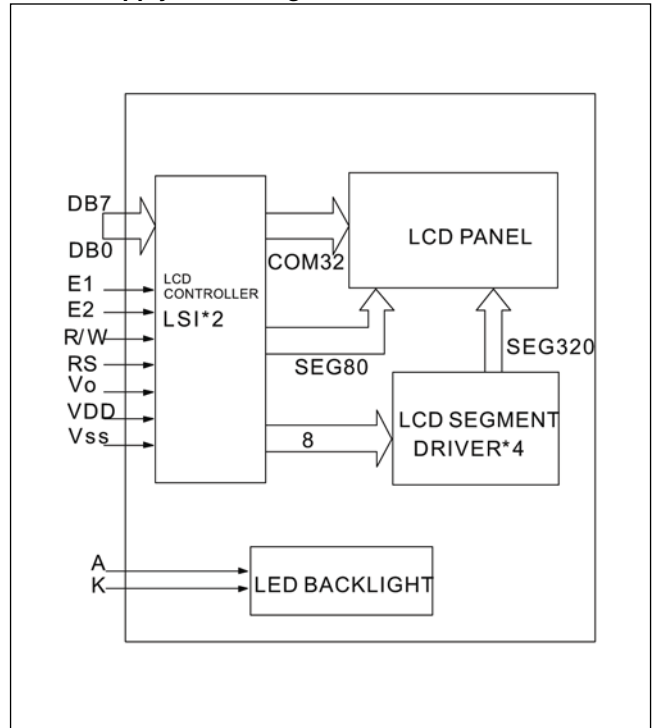 DB7
DB0
E1
E2
R/W
RS
Vo
VDD
Vss
LCD
CONTROLLER
LSI*2
COM32
SEG80
8
LCD PANEL
SEG320
LCD SEGMENT
DRIVER*4
A
K
LED BACKLIGHT